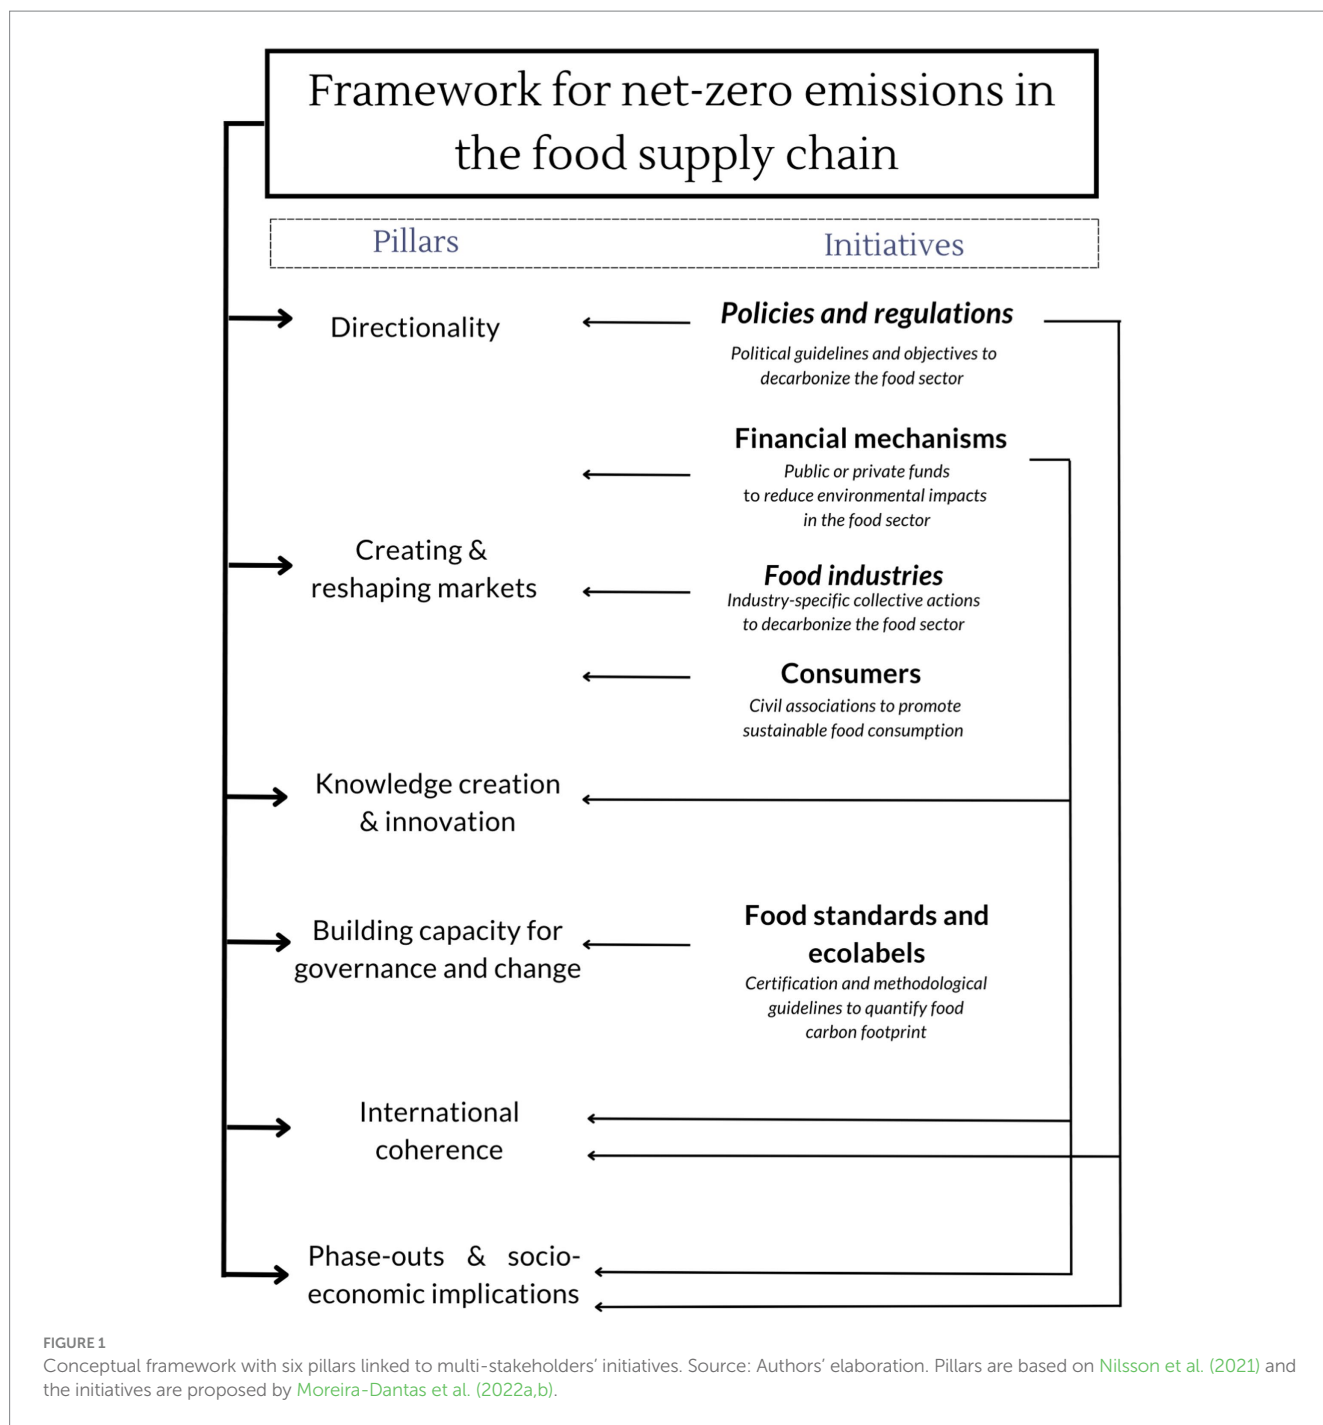 Framework for net-zero emissions in
the food supply chain
Pillars
Initiatives
Directionality
Policies and regulations
Political guidelines and objectives to
decarbonize the food sector
Financial mechanisms
Public or private funds
to reduce environmental impacts
in the food sector
Creating &
reshaping markets
Food industries
Industry-specific collective actions
to decarbonize the food sector
Consumers
Civil associations to promote
sustainable food consumption
Knowledge creation
& innovation
Building capacity for
governance and change
Food standards and
ecolabels
Certification and methodological
guidelines to quantify food
carbon footprint
International
coherence
Phase-outs & socio-
economic implications
FIGURE 1
Conceptual framework with six pillars linked to multi-stakeholders’ initiatives. Source: Authors’ elaboration. Pillars are based on Nilsson et al. (2021) and
the initiatives are proposed by Moreira-Dantas et al. (2022a,b).